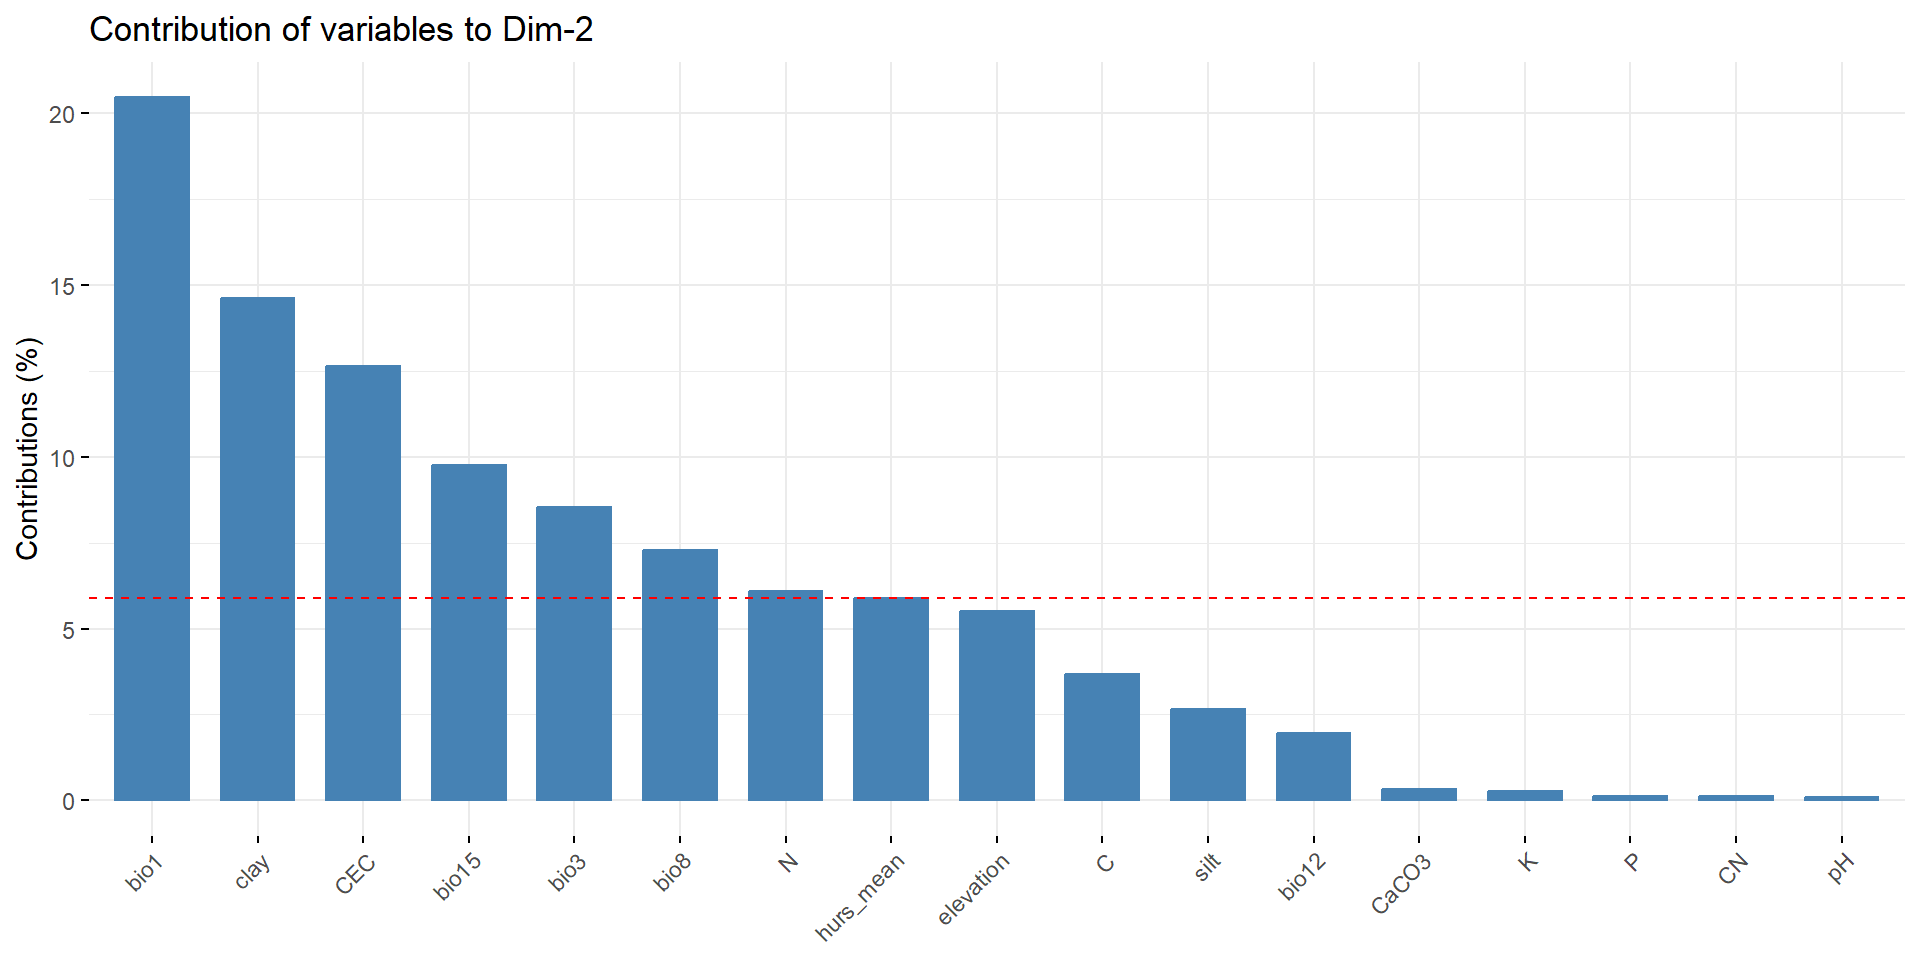 Contribution of variables to Dim-2
Contributions (%)
20
15
10
5
0
bio1
clay
CEC
bio15
bio3
bio8
N
hurs_mean
elevation
C
silt
bio12
CaCO3
K
P
CN
pH